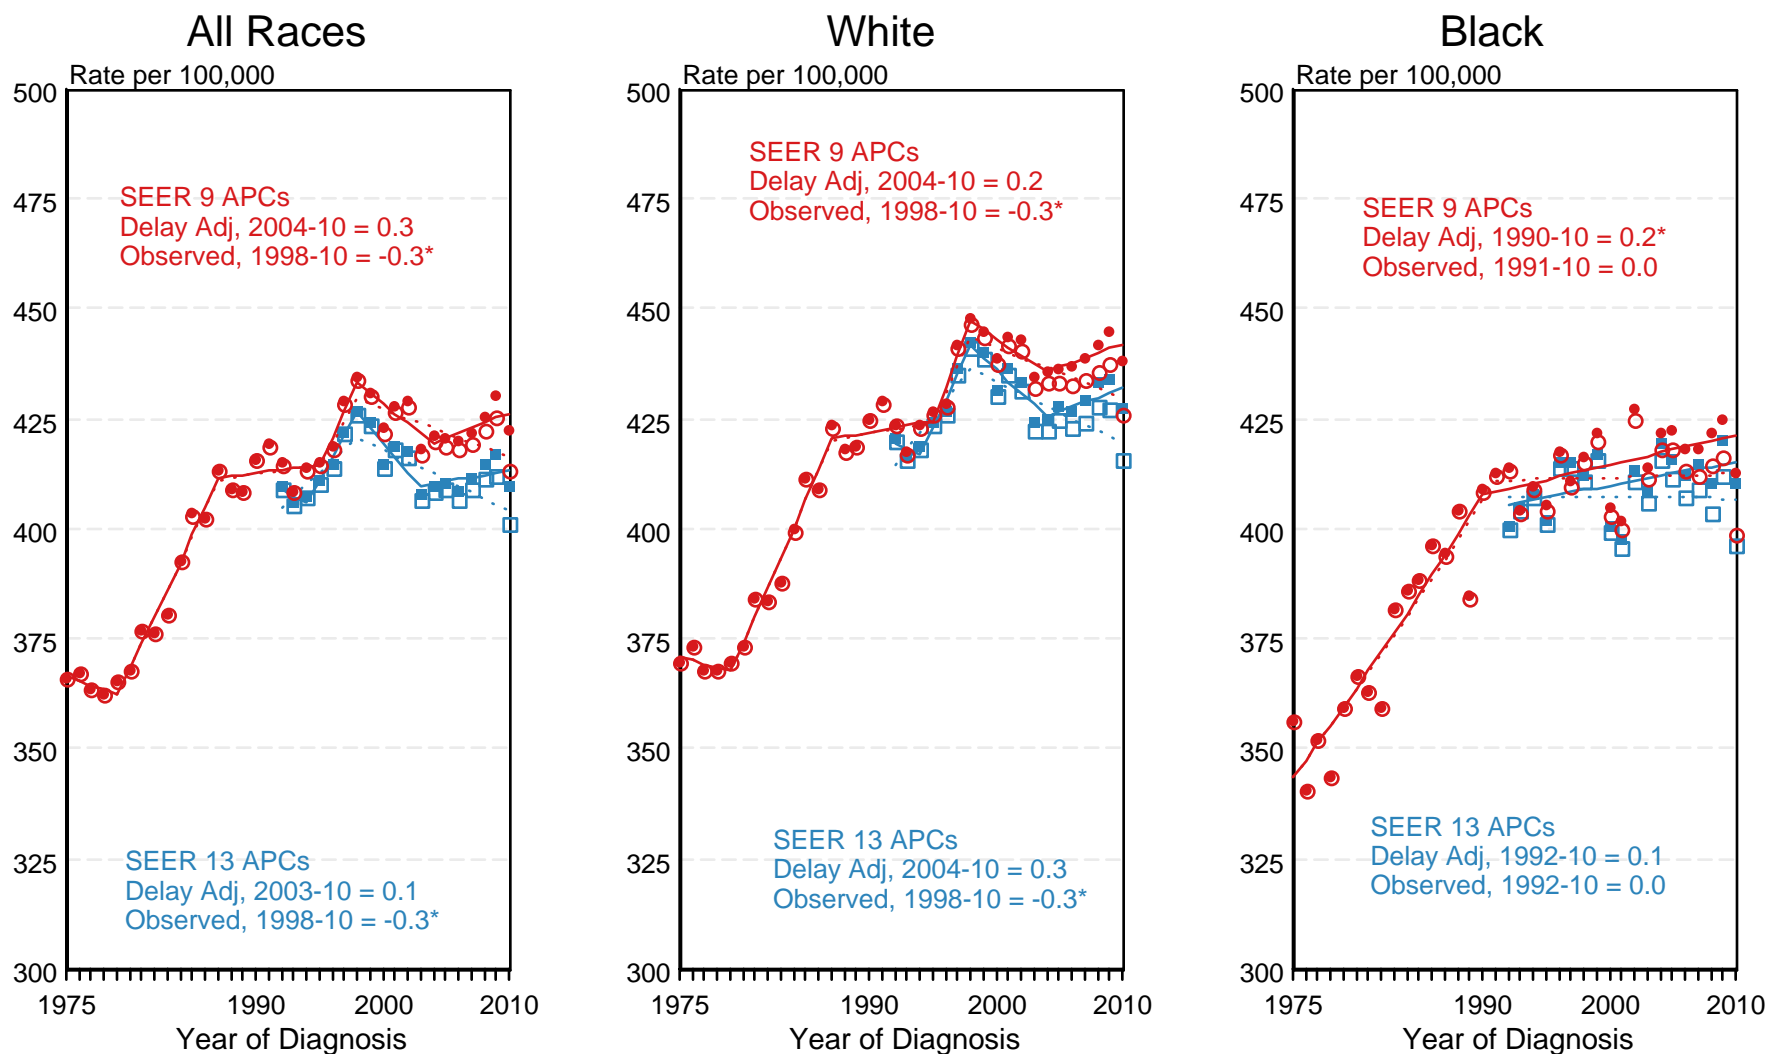 All Races
Rate per 100,000
500
475
450
425
400
375
350
325
300
SEER 9 APCs
Delay Adj, 2004-10 = 0.3
Observed, 1998-10 = -0.3*
SEER 13 APCs
Delay Adj, 2003-10 = 0.1
Observed, 1998-10 = -0.3*
1975 1990 2000 2010
Year of Diagnosis
White
Rate per 100,000
500
475
450
425
400
375
350
325
300
SEER 9 APCs
Delay Adj, 2004-10 = 0.2
Observed, 1998-10 = -0.3*
SEER 13 APCs
Delay Adj, 2004-10 = 0.3
Observed, 1998-10 = -0.3*
1975 1990 2000 2010
Year of Diagnosis
Black
Rate per 100,000
500
475
450
425
400
375
350
325
300
SEER 9 APCs
Delay Adj, 1990-10 = 0.2*
Observed, 1991-10 = 0.0
SEER 13 APCs
Delay Adj, 1992-10 = 0.1
Observed, 1992-10 = 0.0
1975 1990 2000 2010
Year of Diagnosis